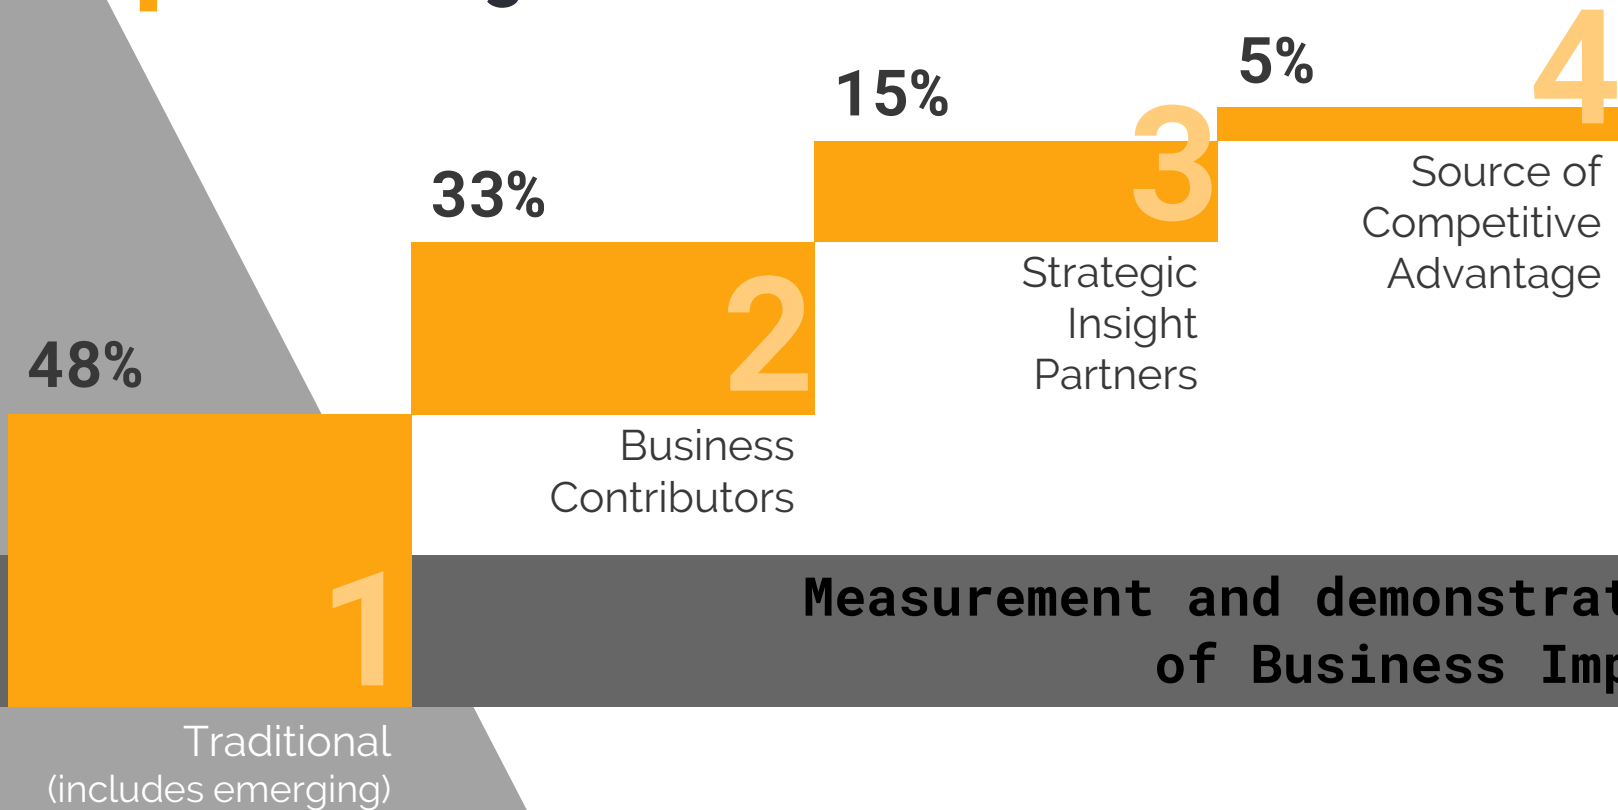 48%
1
Traditional
(includes emerging)
33%
2
Business
Contributors
15%
3
Strategic
Insight
Partners
5%
4
Source of
Competitive
Advantage
Measurement and demonstrat
of Business Imp